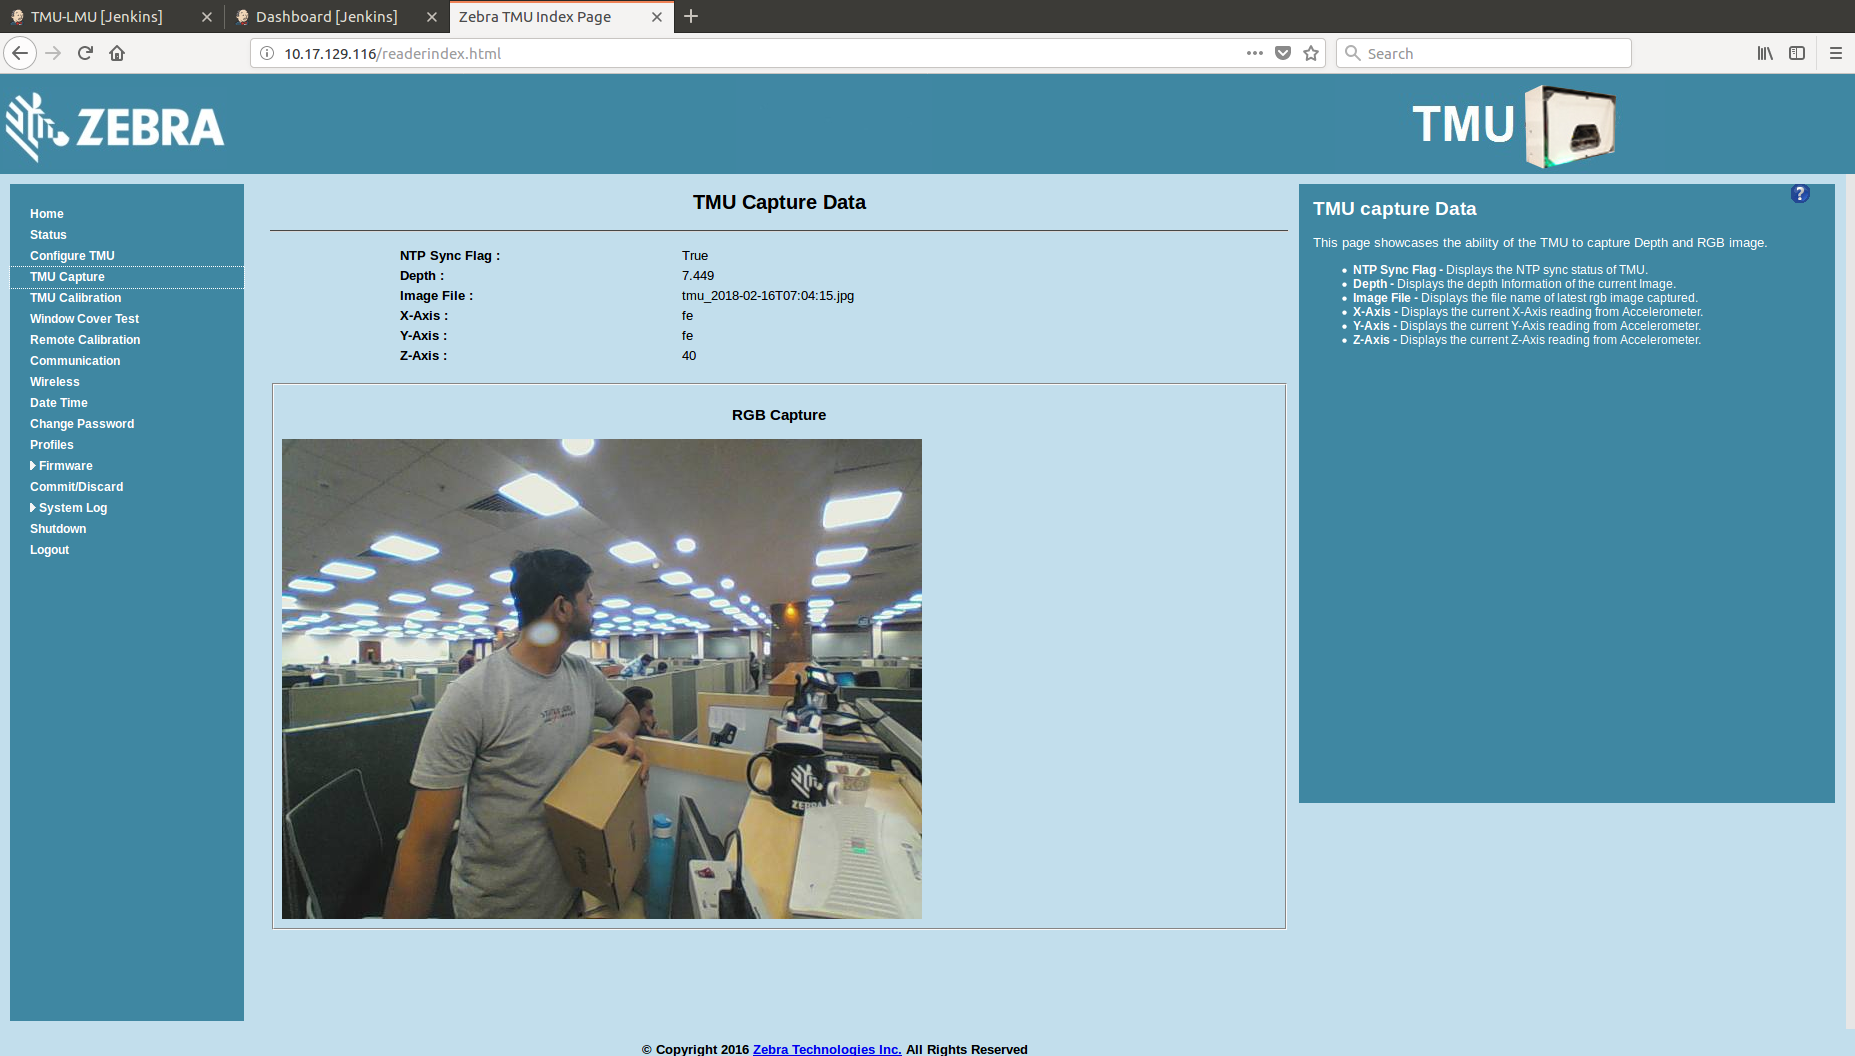 TMU-LMU [Jenkins]
Dashboard [Jenkins]
Zebra TMU Index Page
10.17.129.116/readerindex.html
Search
ZEBRA
TMU
Home
Status
Configure TMU
TMU Capture
TMU Calibration
Window Cover Test
Remote Calibration
Communication
Wireless
Date Time
Change Password
Profiles
Firmware
Commit/Discard
System Log
Shutdown
Logout
TMU Capture Data
NTP Sync Flag : True
Depth : 7.449
Image File : tmu_2018-02-16T07:04:15.jpg
X-Axis : fe
Y-Axis : fe
Z-Axis : 40
RGB Capture
ZEBRA
?
TMU capture Data
This page showcases the ability of the TMU to capture Depth and RGB image.
NTP Sync Flag - Displays the NTP sync status of TMU.
Depth - Displays the depth Information of the current Image.
Image File - Displays the file name of latest rgb image captured.
X-Axis - Displays the current X-Axis reading from Accelerometer.
Y-Axis - Displays the current Y-Axis reading from Accelerometer.
Z-Axis - Displays the current Z-Axis reading from Accelerometer.
© Copyright 2016 Zebra Technologies Inc. All Rights Reserved